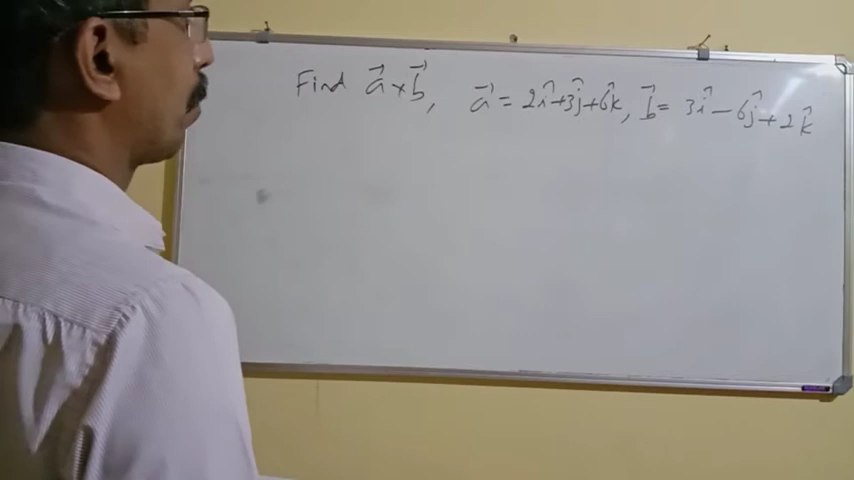 Find a⃗ × b⃗, a⃗ = 2î+3ĵ+6k̂, b⃗ = 3î − 6ĵ + 2k̂